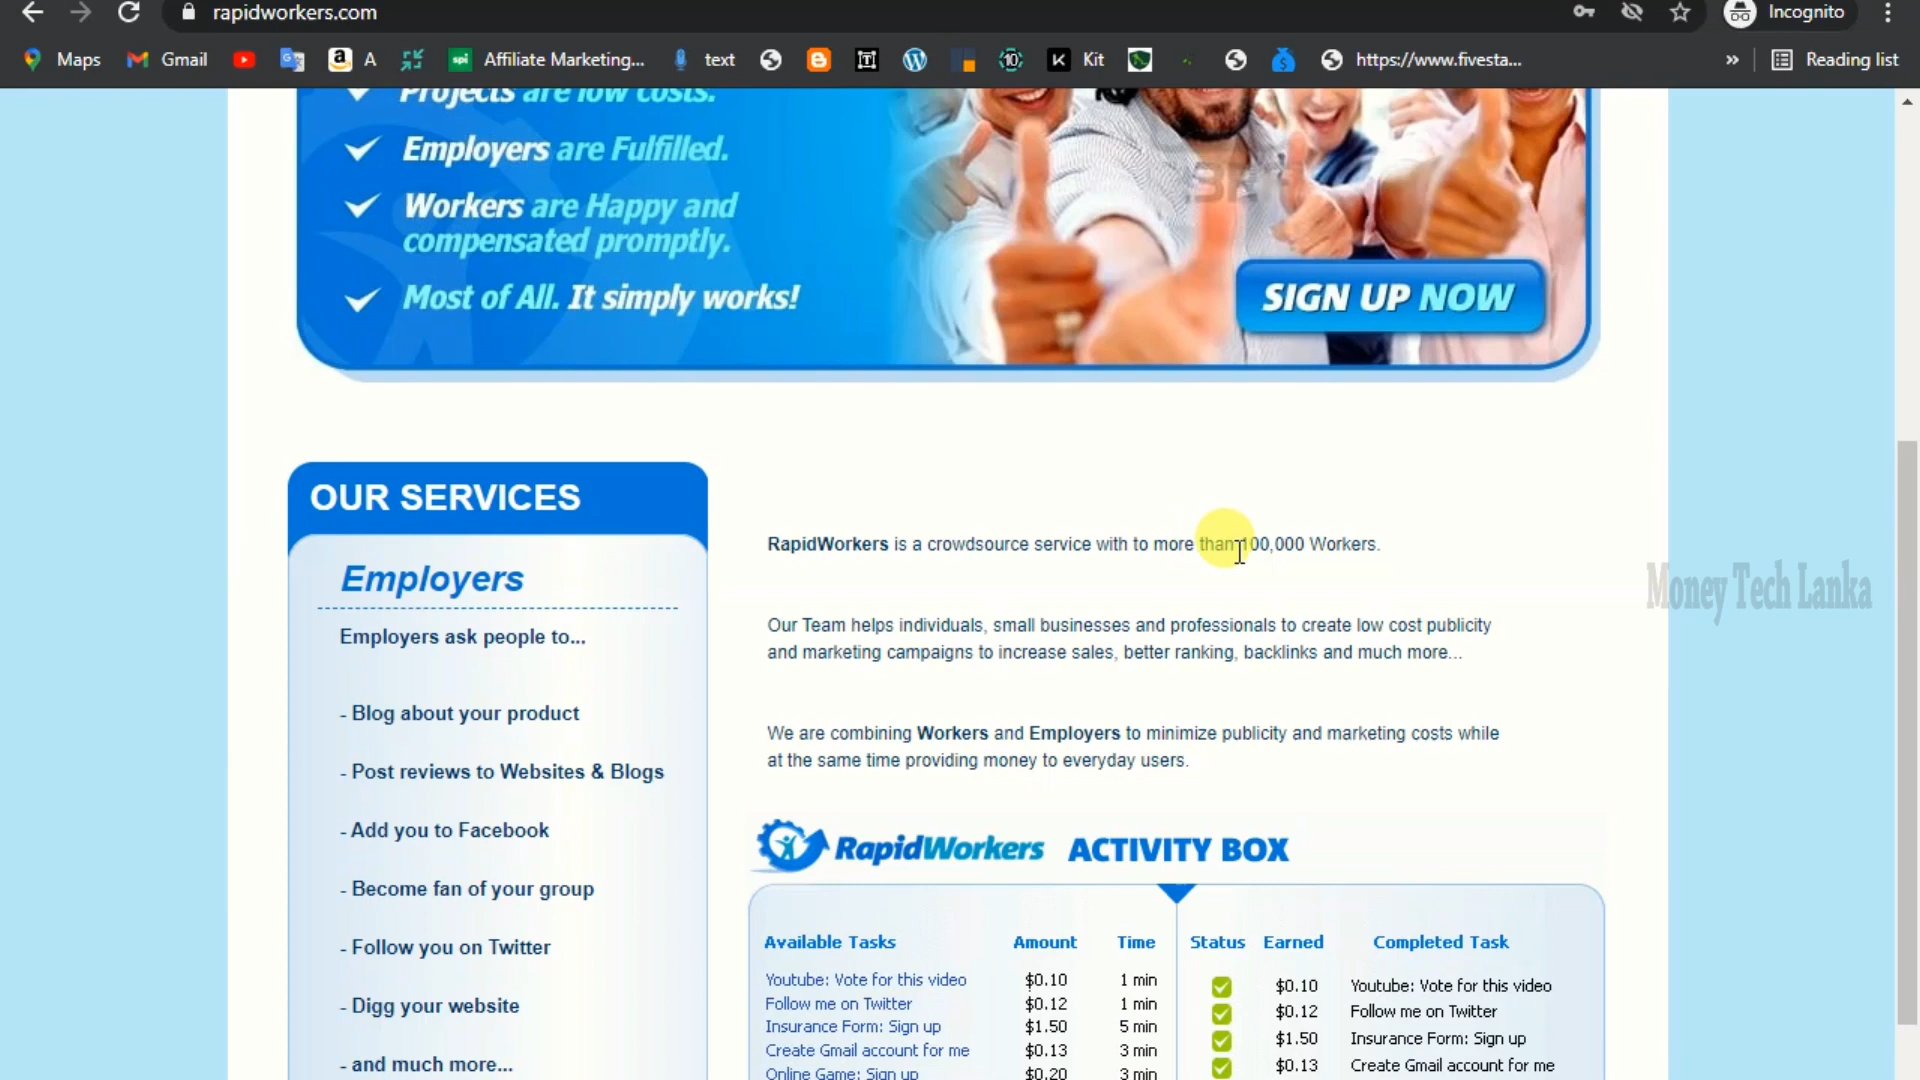 rapidworkers.com
Incognito
Maps
Gmail
A
spi
Affiliate Marketing...
text
10
Kit
https://www.fivesta...
»
Reading list
Projects are low costs.
Employers are Fulfilled.
Workers are Happy and
compensated promptly.
Most of All. It simply works!
SIGN UP NOW
OUR SERVICES
Employers
Employers ask people to...
- Blog about your product
- Post reviews to Websites & Blogs
- Add you to Facebook
- Become fan of your group
- Follow you on Twitter
- Digg your website
- and much more...
RapidWorkers is a crowdsource service with to more than 100,000 Workers.
Our Team helps individuals, small businesses and professionals to create low cost publicity
and marketing campaigns to increase sales, better ranking, backlinks and much more...
We are combining Workers and Employers to minimize publicity and marketing costs while
at the same time providing money to everyday users.
Money Tech Lanka
RapidWorkers ACTIVITY BOX
Available Tasks Amount Time Status Earned Completed Task
Youtube: Vote for this video $0.10 1 min $0.10 Youtube: Vote for this video
Follow me on Twitter $0.12 1 min $0.12 Follow me on Twitter
Insurance Form: Sign up $1.50 5 min $1.50 Insurance Form: Sign up
Create Gmail account for me $0.13 3 min $0.13 Create Gmail account for me
Online Game: Sign up $0.20 3 min